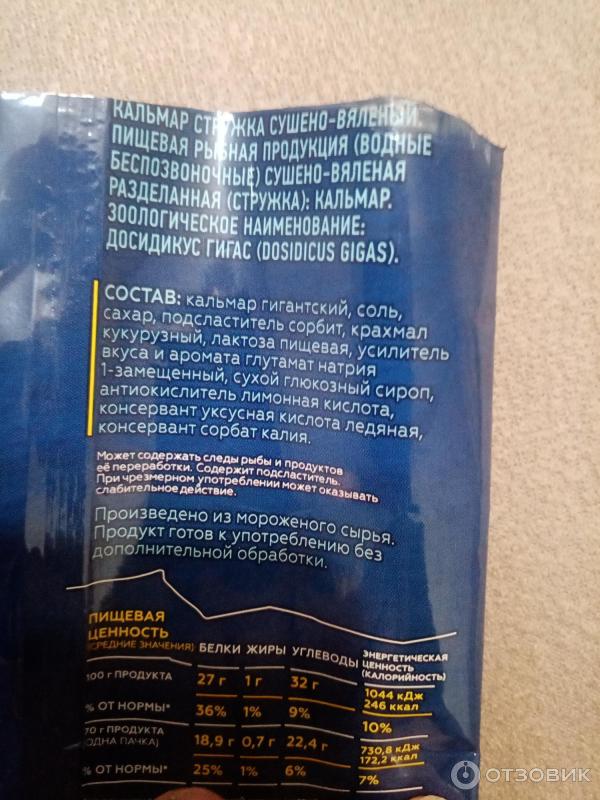 КАЛЬМАР СТРУЖКА СУШЕНО-ВЯЛЕНЫЙ.
ПИЩЕВАЯ РЫБНАЯ ПРОДУКЦИЯ (ВОДНЫЕ
БЕСПОЗВОНОЧНЫЕ) СУШЕНО-ВЯЛЕНАЯ
РАЗДЕЛАННАЯ (СТРУЖКА): КАЛЬМАР.
ЗООЛОГИЧЕСКОЕ НАИМЕНОВАНИЕ:
ДОСИДИКУС ГИГАС (DOSIDICUS GIGAS).
СОСТАВ: кальмар гигантский, соль,
сахар, подсластитель сорбит, крахмал
кукурузный, лактоза пищевая, усилитель
вкуса и аромата глутамат натрия
1-замещенный, сухой глюкозный сироп,
антиокислитель лимонная кислота,
консервант уксусная кислота ледяная,
консервант сорбат калия.
Может содержать следы рыбы и продуктов
её переработки. Содержит подсластитель.
При чрезмерном употреблении может оказывать
слабительное действие.
Произведено из мороженого сырья.
Продукт готов к употреблению без
дополнительной обработки.
ПИЩЕВАЯ
ЦЕННОСТЬ
(СРЕДНИЕ ЗНАЧЕНИЯ) БЕЛКИ ЖИРЫ УГЛЕВОДЫ ЭНЕРГЕТИЧЕСКАЯ
ЦЕННОСТЬ
(КАЛОРИЙНОСТЬ)
100 Г ПРОДУКТА 27 г 1 г 32 г 1044 кДж
246 ккал
% ОТ НОРМЫ* 36% 1% 9% 10%
70 Г ПРОДУКТА
(ОДНА ПАЧКА) 18,9 г 0,7 г 22,4 г 730,8 кДж
172,2 ккал
% ОТ НОРМЫ* 25% 1% 6% 7%
ОТЗОВИК